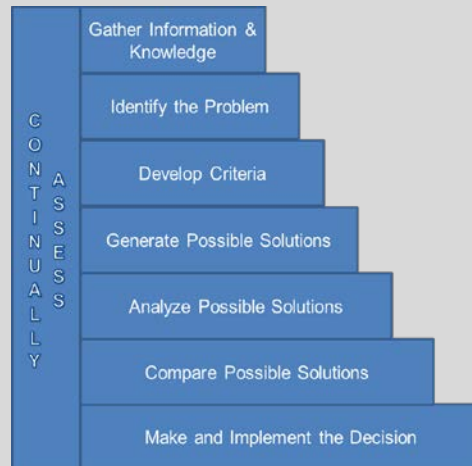 CONTINUALLY
ASSESS
Gather Information &
Knowledge
Identify the Problem
Develop Criteria
Generate Possible Solutions
Analyze Possible Solutions
Compare Possible Solutions
Make and Implement the Decision